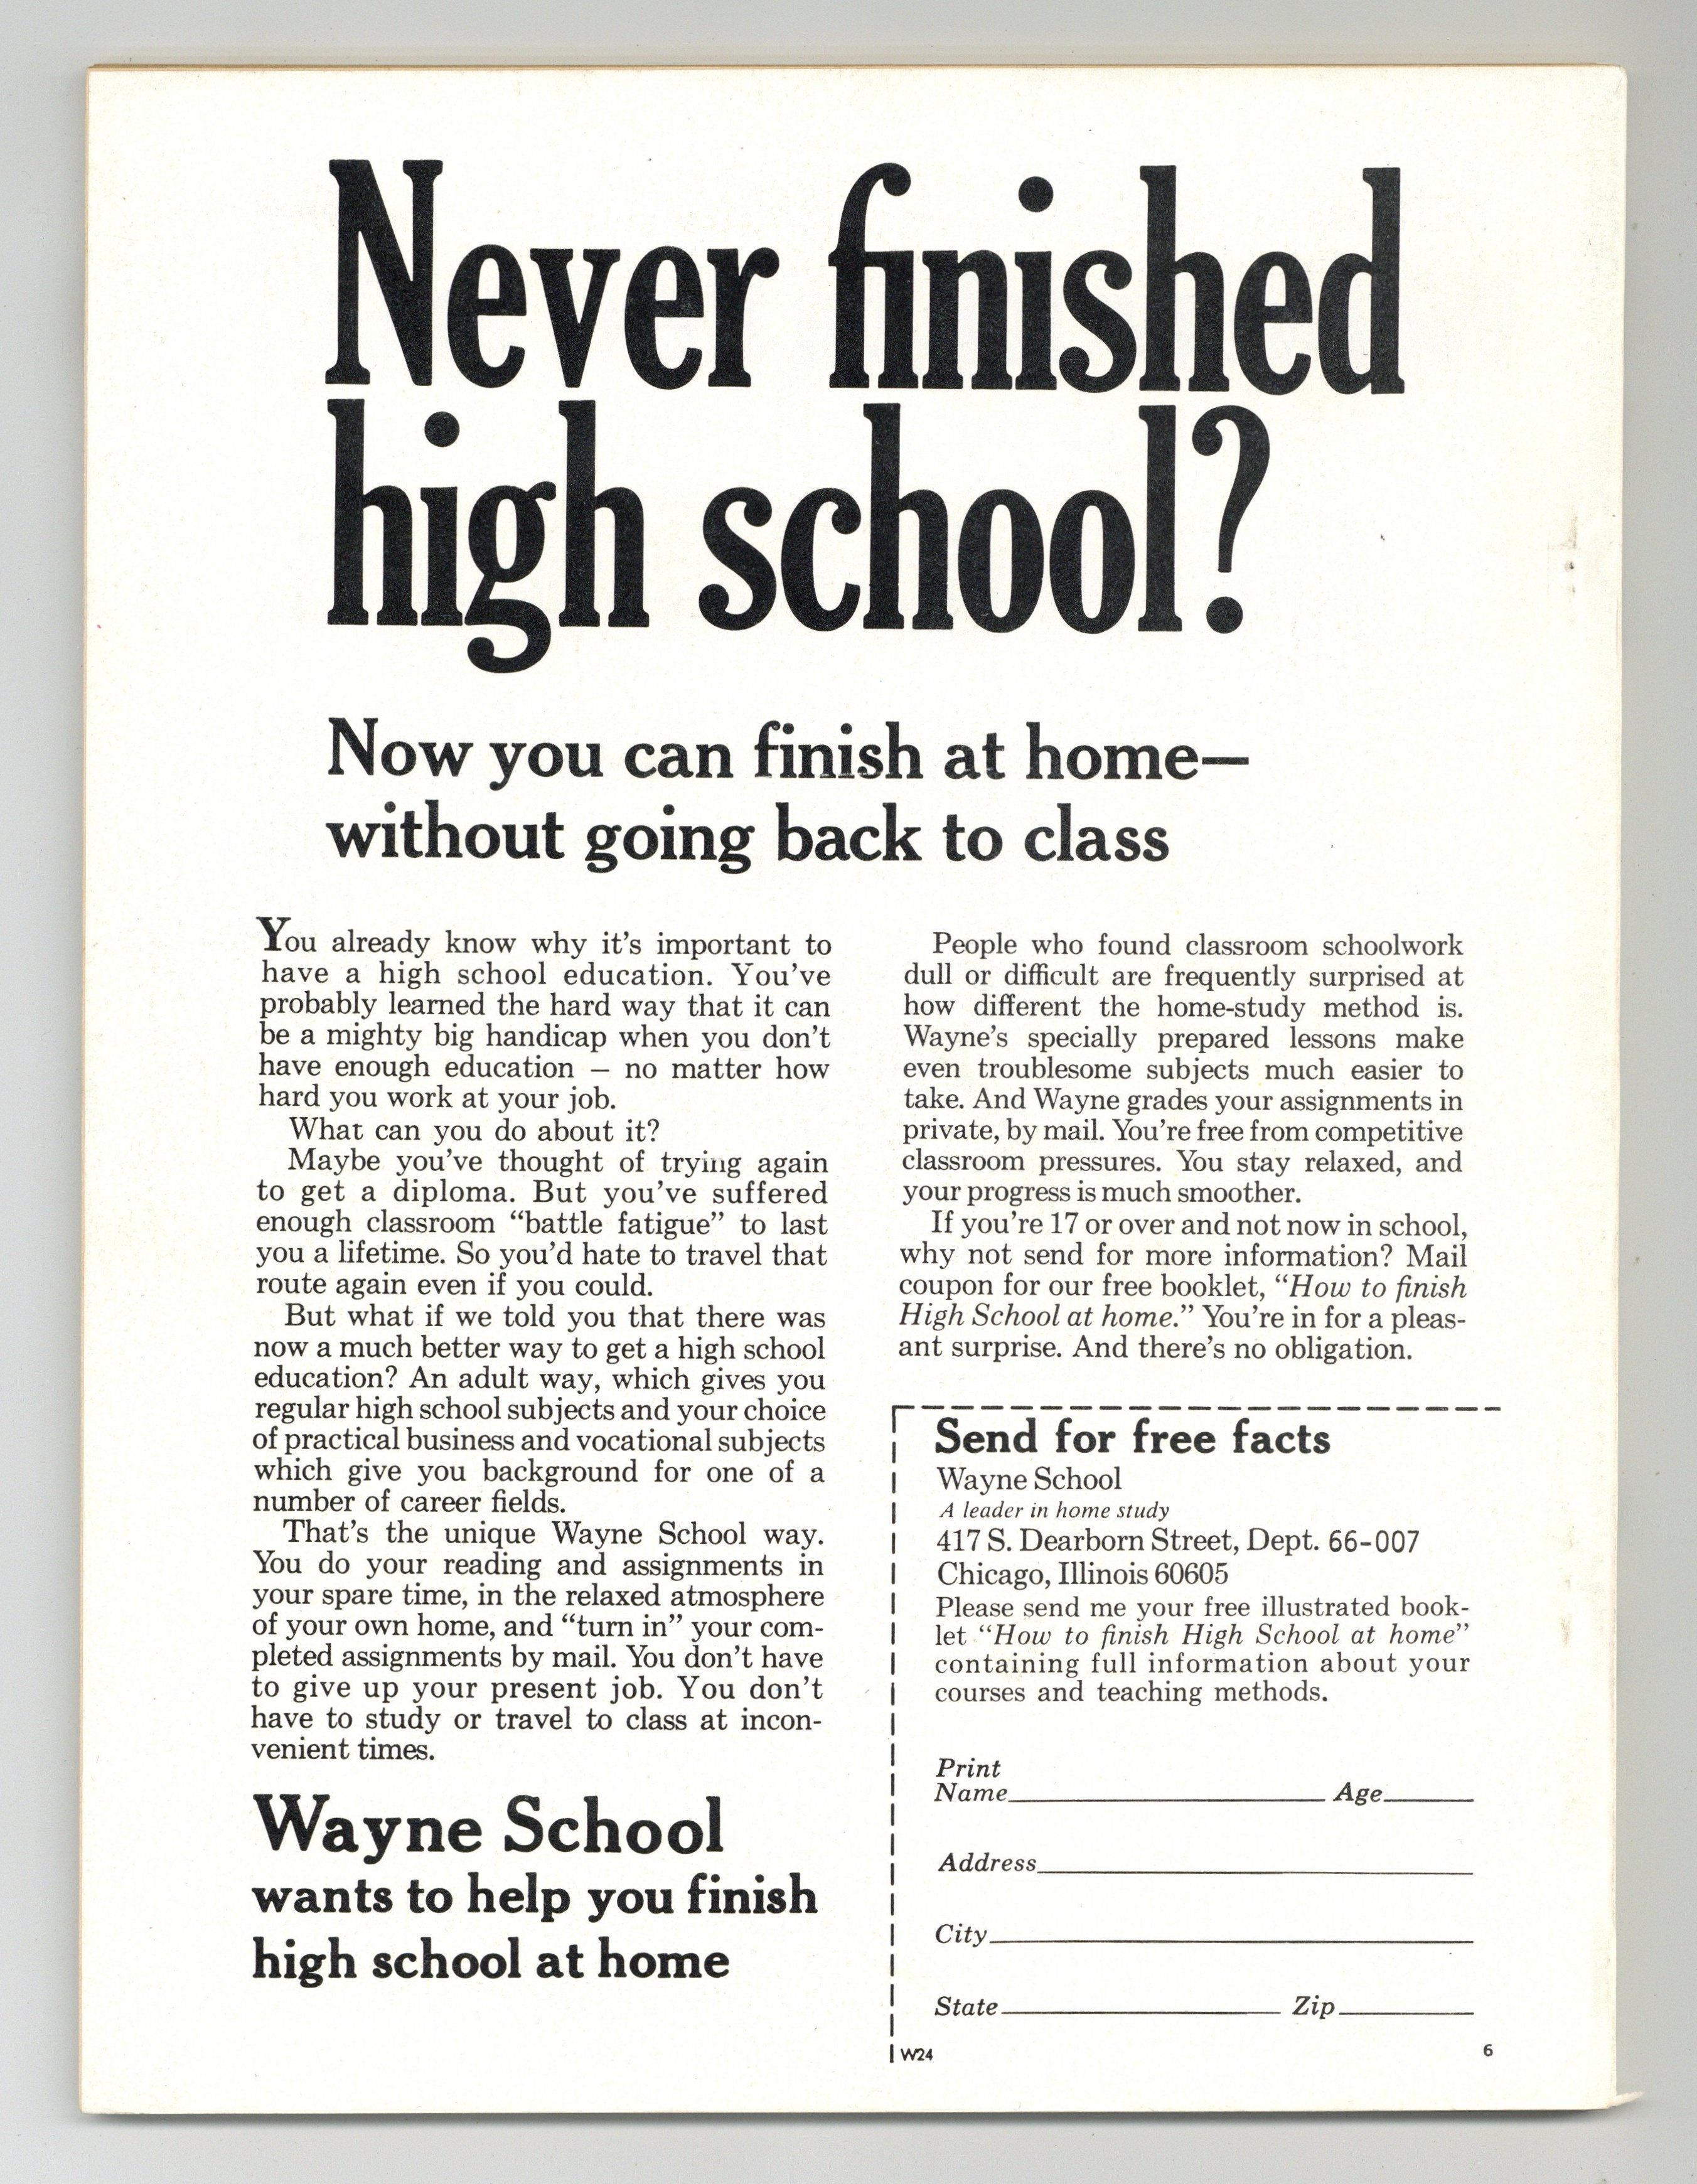 Never finished
high school?
Now you can finish at home—
without going back to class
You already know why it's important to
have a high school education. You've
probably learned the hard way that it can
be a mighty big handicap when you don't
have enough education — no matter how
hard you work at your job.
What can you do about it?
Maybe you've thought of trying again
to get a diploma. But you've suffered
enough classroom “battle fatigue” to last
you a lifetime. So you'd hate to travel that
route again even if you could.
But what if we told you that there was
now a much better way to get a high school
education? An adult way, which gives you
regular high school subjects and your choice
of practical business and vocational subjects
which give you background for one of a
number of career fields.
That's the unique Wayne School way.
You do your reading and assignments in
your spare time, in the relaxed atmosphere
of your own home, and “turn in” your com-
pleted assignments by mail. You don't have
to give up your present job. You don't
have to study or travel to class at incon-
venient times.
Wayne School
wants to help you finish
high school at home
People who found classroom schoolwork
dull or difficult are frequently surprised at
how different the home-study method is.
Wayne's specially prepared lessons make
even troublesome subjects much easier to
take. And Wayne grades your assignments in
private, by mail. You're free from competitive
classroom pressures. You stay relaxed, and
your progress is much smoother.
If you're 17 or over and not now in school,
why not send for more information? Mail
coupon for our free booklet, “How to finish
High School at home.” You're in for a pleas-
ant surprise. And there's no obligation.
Send for free facts
Wayne School
A leader in home study
417 S. Dearborn Street, Dept. 66-007
Chicago, Illinois 60605
Please send me your free illustrated book-
let “How to finish High School at home”
containing full information about your
courses and teaching methods.
Print
Name Age
Address
City
State Zip
W24 6